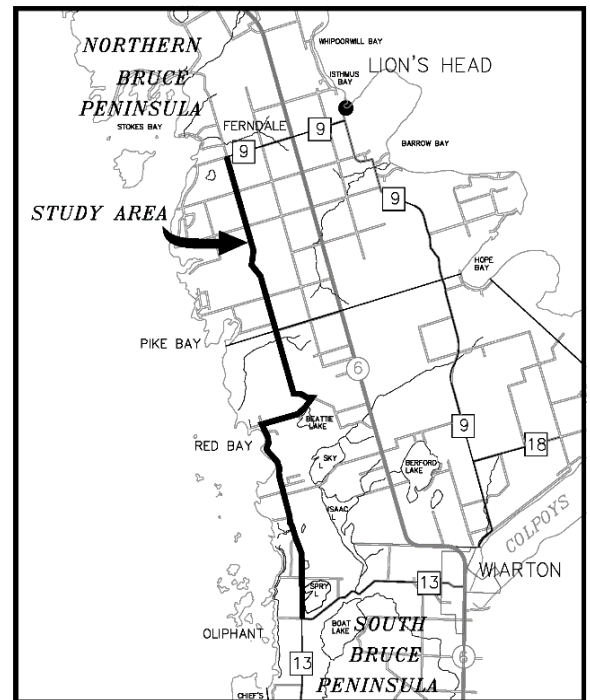 NORTHERN
BRUCE
PENINSULA
WHIPOORWILL BAY
ISTHMUS
BAY
LION'S HEAD
STOKES BAY
FERNDALE
9
9
BARROW BAY
9
STUDY AREA
HOPE
BAY
PIKE BAY
6
BEATTIE
LAKE
RED BAY
9
18
SKY
L
BERFORD
LAKE
ISAAC
L
COLPOYS
WIARTON
SPRY
L
13
OLIPHANT
BOAT
LAKE
SOUTH
BRUCE
PENINSULA
13
6
CHIEF'S